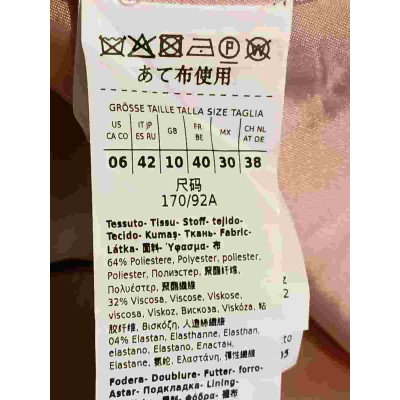 あて布使用
GRÖSSE TAILLE TALLA SIZE TAGLIA
US CA CO IT JP ES RU GB FR BE MX CH NL AT DE
06 42 10 40 30 38
尺码
170/92A
Tessuto- Tissu- Stoff- tejido-
Tecido- Kumaş- Ткань- Fabric-
Látka- 面料- Ύφασμα- 布
64% Poliestere, Polyester, poliester,
Poliester, Полиэстер, 聚酯纤维,
Πολυέστερ, 聚酯纖維
32% Viscosa, Viscose, Viskose,
viscosa, Viskoz, Вискоза, Viskóza, 粘
胶纤维, Βισκόζη, 人造絲纖維
04% Elastan, Elasthanne, Elasthan,
elastano, Elastano, Еластан,
Elastane, 氨纶, Ελαστάνη, 彈性纖維
Fodera- Doublure- Futter- forro-
Astar- Подкладка- Lining-